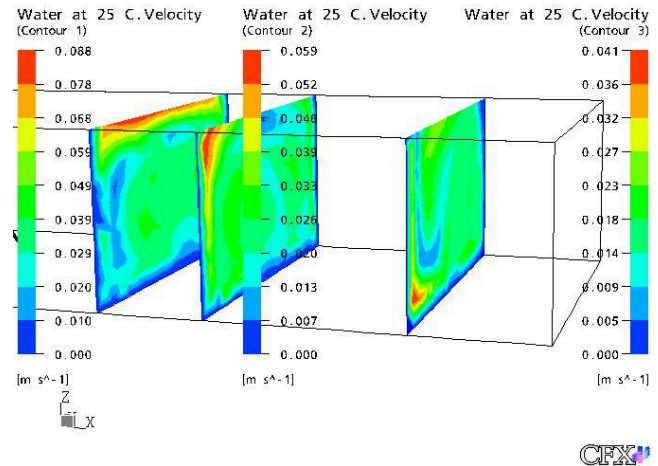 Water at 25 C. Velocity
(Contour 1)
0.088
0.078
0.068
0.059
0.049
0.039
0.029
0.020
0.010
0.000
[m s^-1]
Water at 25 C. Velocity
(Contour 2)
0.059
0.052
0.046
0.039
0.033
0.026
0.020
0.013
0.007
0.000
[m s^-1]
Water at 25 C. Velocity
(Contour 3)
0.041
0.036
0.032
0.027
0.023
0.018
0.014
0.009
0.005
0.000
[m s^-1]
Z
X
CFX